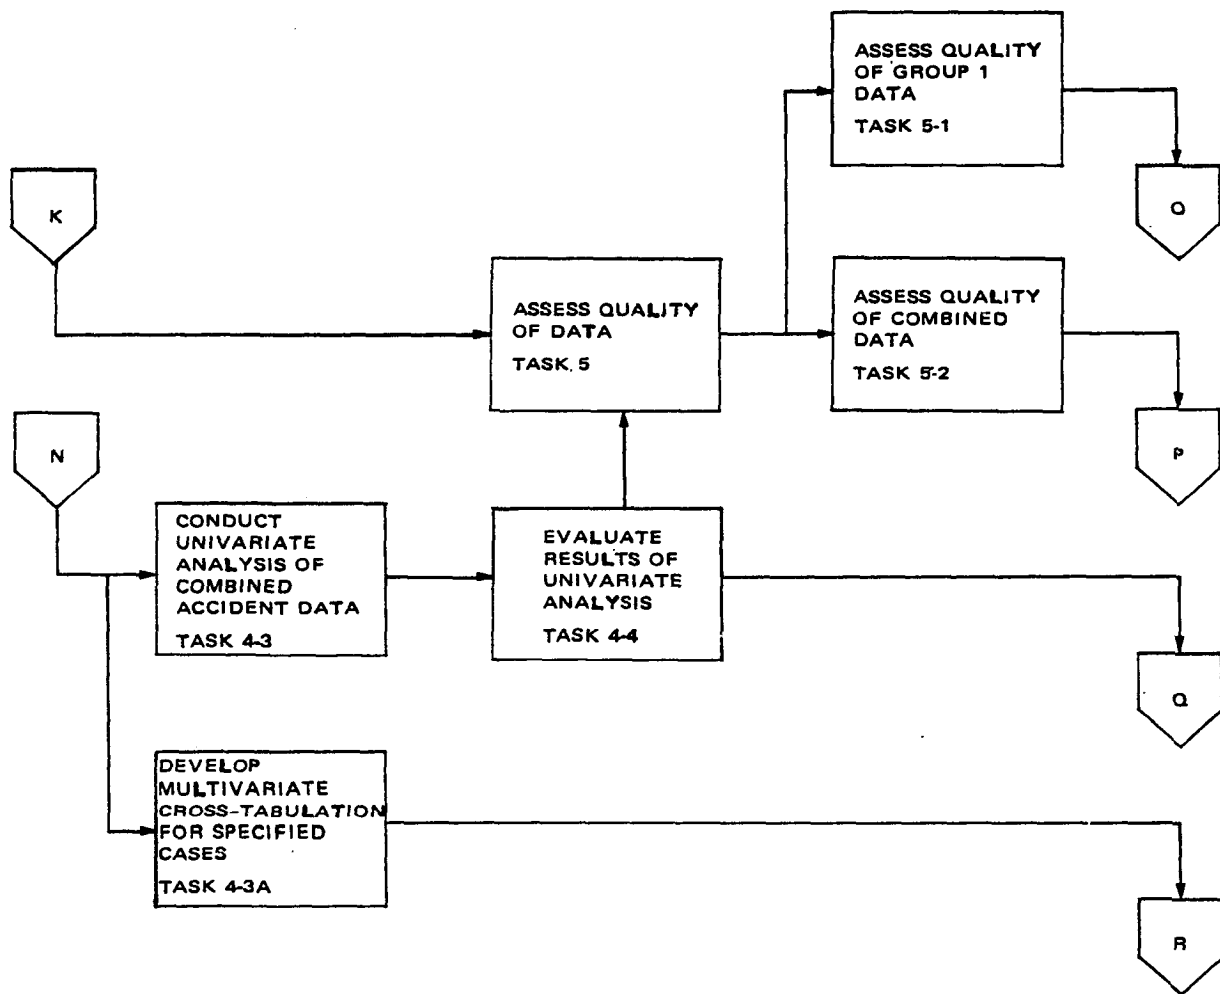 ASSESS QUALITY
OF GROUP 1
DATA
TASK 5-1
K
O
ASSESS QUALITY
OF DATA
TASK 5
ASSESS QUALITY
OF COMBINED
DATA
TASK 5-2
N
P
CONDUCT
UNIVARIATE
ANALYSIS OF
COMBINED
ACCIDENT DATA
TASK 4-3
EVALUATE
RESULTS OF
UNIVARIATE
ANALYSIS
TASK 4-4
Q
DEVELOP
MULTIVARIATE
CROSS-TABULATION
FOR SPECIFIED
CASES
TASK 4-3A
R